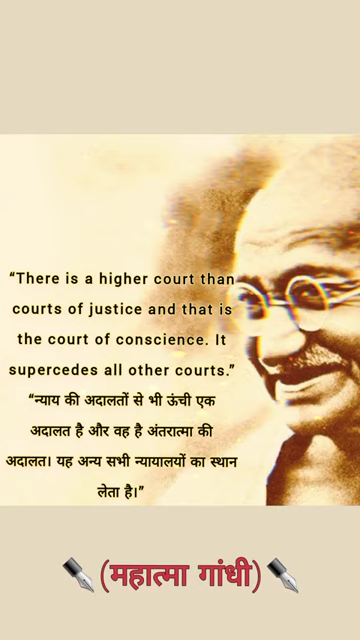 “There is a higher court than
courts of justice and that is
the court of conscience. It
supercedes all other courts.”
“न्याय की अदालतों से भी ऊंची एक
अदालत है और वह है अंतरात्मा की
अदालत। यह अन्य सभी न्यायालयों का स्थान
लेता है।”
(महात्मा गांधी)